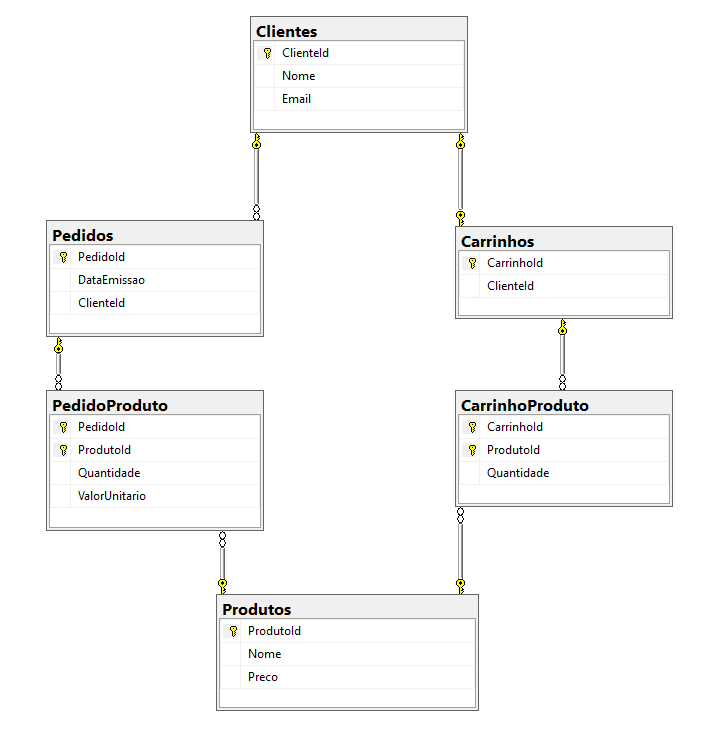 Clientes
ClienteId
Nome
Email
Pedidos
PedidoId
DataEmissao
ClienteId
Carrinhos
CarrinhoId
ClienteId
PedidoProduto
PedidoId
ProdutoId
Quantidade
ValorUnitario
CarrinhoProduto
CarrinhoId
ProdutoId
Quantidade
Produtos
ProdutoId
Nome
Preco